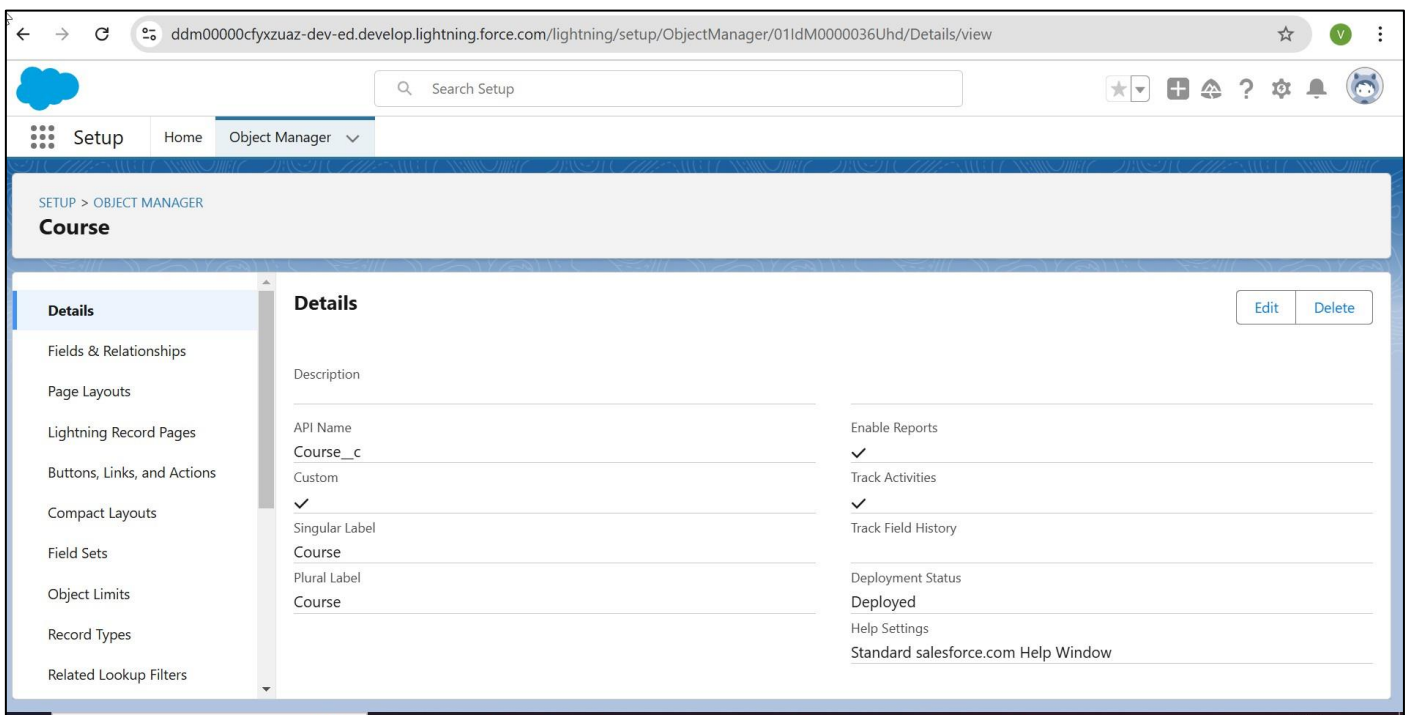 ddm00000cfyxzuaz-dev-ed.develop.lightning.force.com/lightning/setup/ObjectManager/01IdM0000036Uhd/Details/view
V
Search Setup
Setup Home Object Manager
SETUP > OBJECT MANAGER
Course
Details
Fields & Relationships
Page Layouts
Lightning Record Pages
Buttons, Links, and Actions
Compact Layouts
Field Sets
Object Limits
Record Types
Related Lookup Filters
Details
Edit Delete
Description
API Name
Course__c
Custom
Singular Label
Course
Plural Label
Course
Enable Reports
Track Activities
Track Field History
Deployment Status
Deployed
Help Settings
Standard salesforce.com Help Window